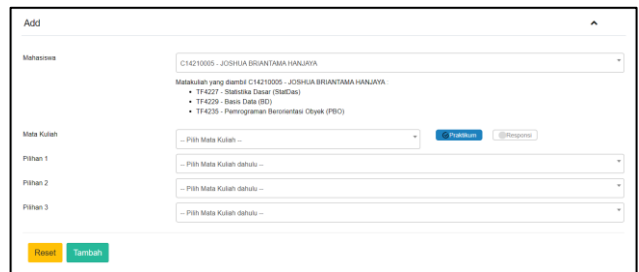 Add
Mahasiswa
C14210005 - JOSHUA BRIANTAMA HANJAYA
Matakuliah yang diambil C14210005 - JOSHUA BRIANTAMA HANJAYA :
• TF4227 - Statistika Dasar (StatDas)
• TF4229 - Basis Data (BD)
• TF4235 - Pemrograman Berorientasi Obyek (PBO)
Mata Kuliah
-- Pilih Mata Kuliah --
Praktikum
Responsi
Pilihan 1
-- Pilih Mata Kuliah dahulu --
Pilihan 2
-- Pilih Mata Kuliah dahulu --
Pilihan 3
-- Pilih Mata Kuliah dahulu --
Reset
Tambah